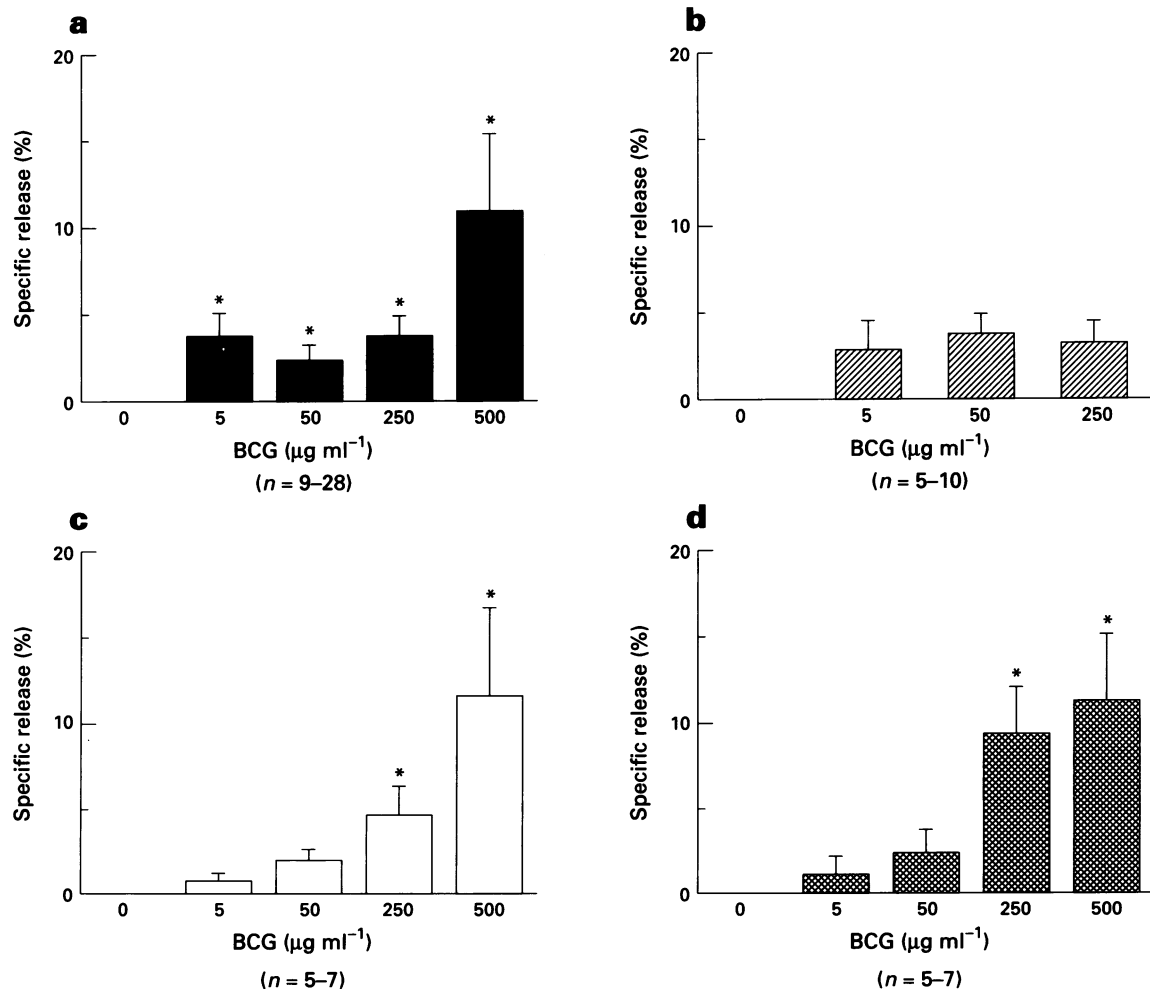 a
20
10
0
Specific release (%)
*
*
*
*
0 5 50 250 500
BCG (μg ml⁻¹)
(n = 9–28)
b
20
10
0
Specific release (%)
0 5 50 250
BCG (μg ml⁻¹)
(n = 5–10)
c
20
10
0
Specific release (%)
*
*
0 5 50 250 500
BCG (μg ml⁻¹)
(n = 5–7)
d
20
10
0
Specific release (%)
*
*
0 5 50 250 500
BCG (μg ml⁻¹)
(n = 5–7)